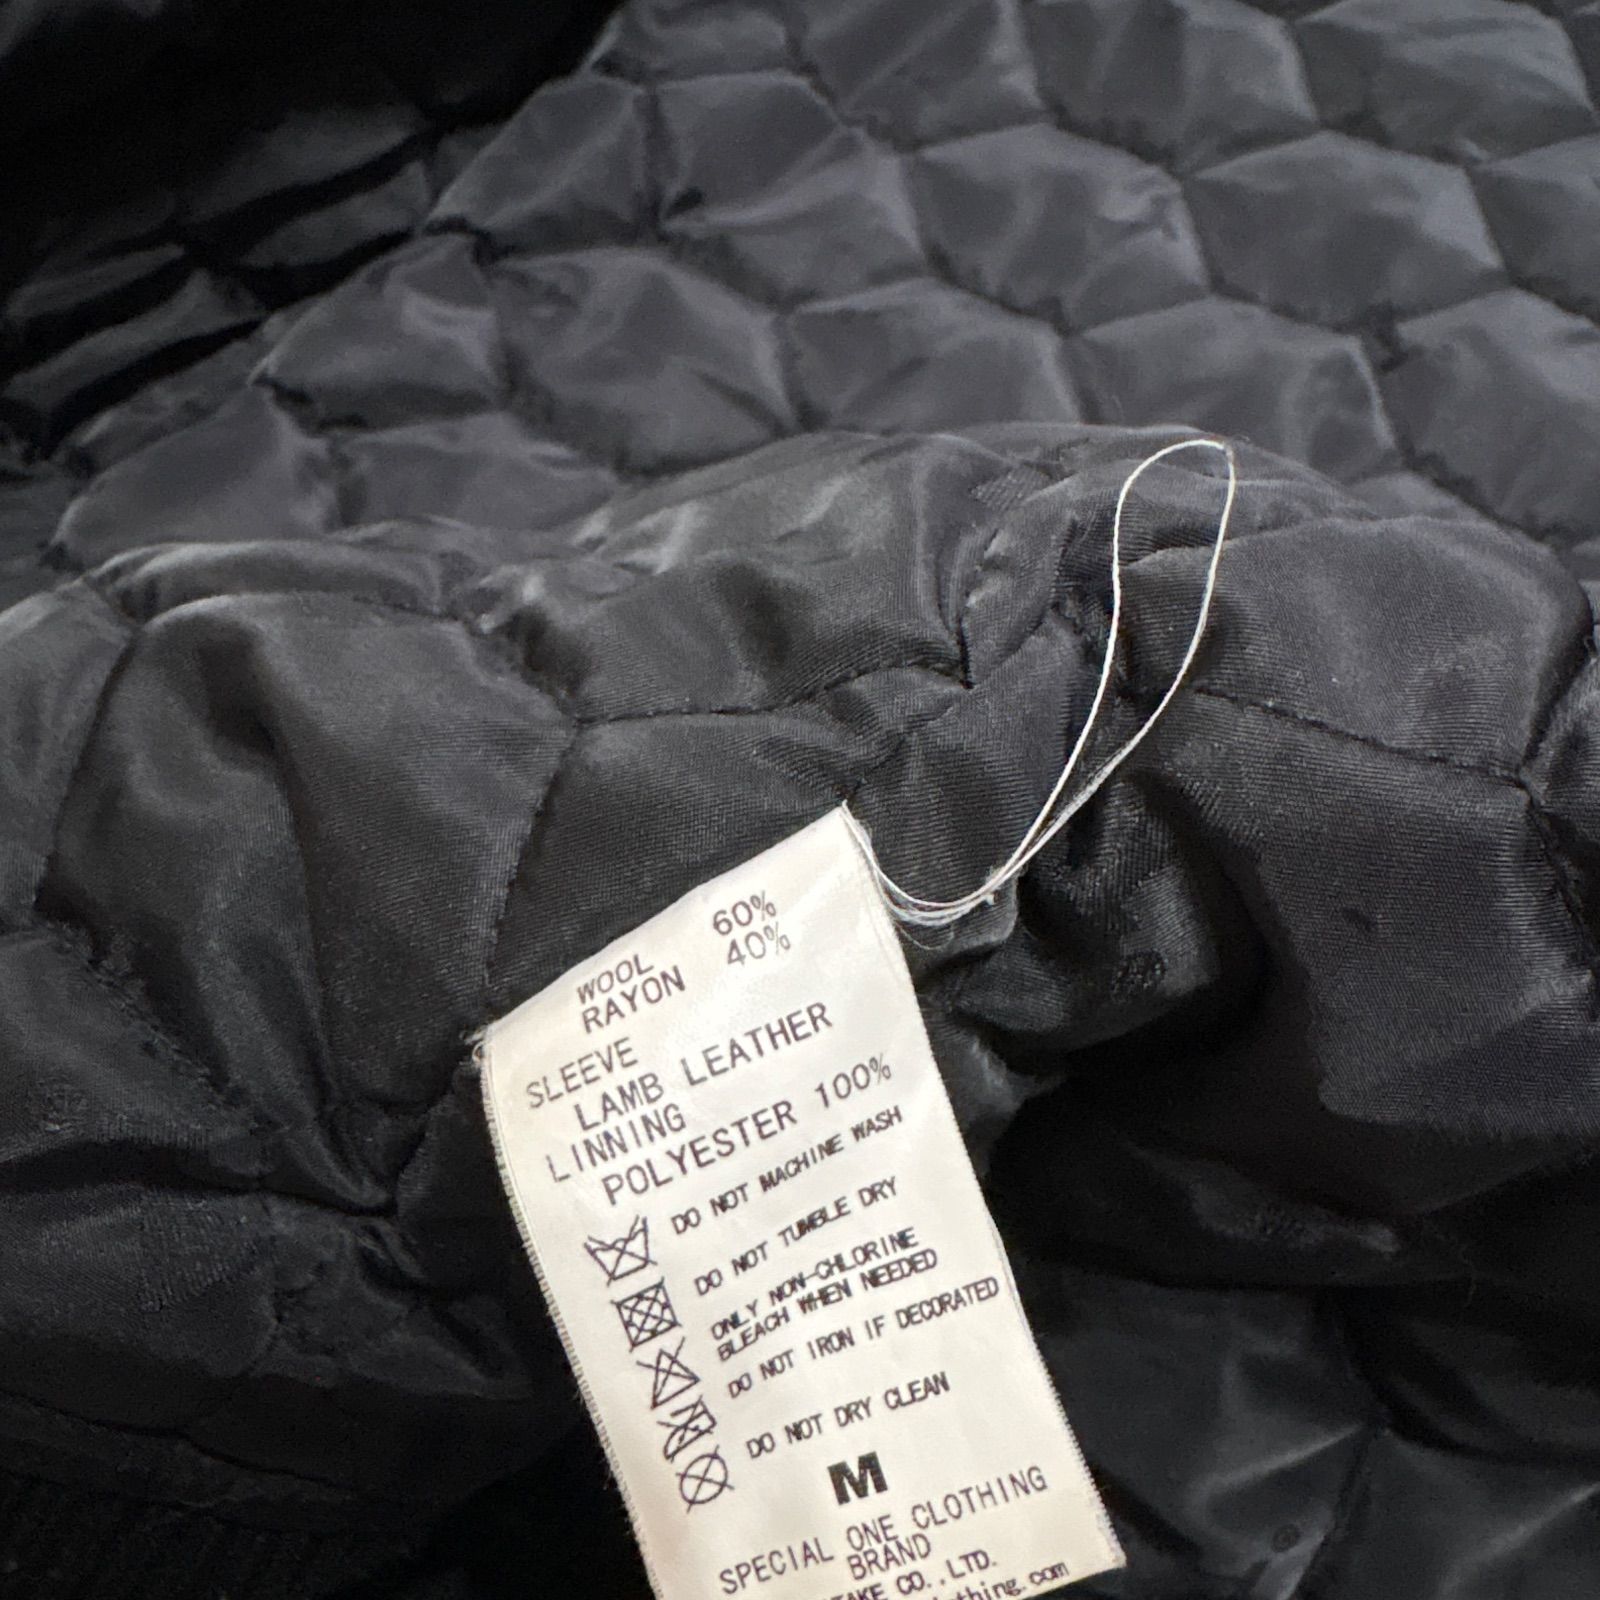 WOOL 60%
RAYON 40%
SLEEVE
LAMB LEATHER
LINNING
POLYESTER 100%
DO NOT MACHINE WASH
DO NOT TUMBLE DRY
ONLY NON-CHLORINE
BLEACH WHEN NEEDED
DO NOT IRON IF DECORATED
DO NOT DRY CLEAN
M
SPECIAL ONE CLOTHING
BRAND
CO.,LTD.